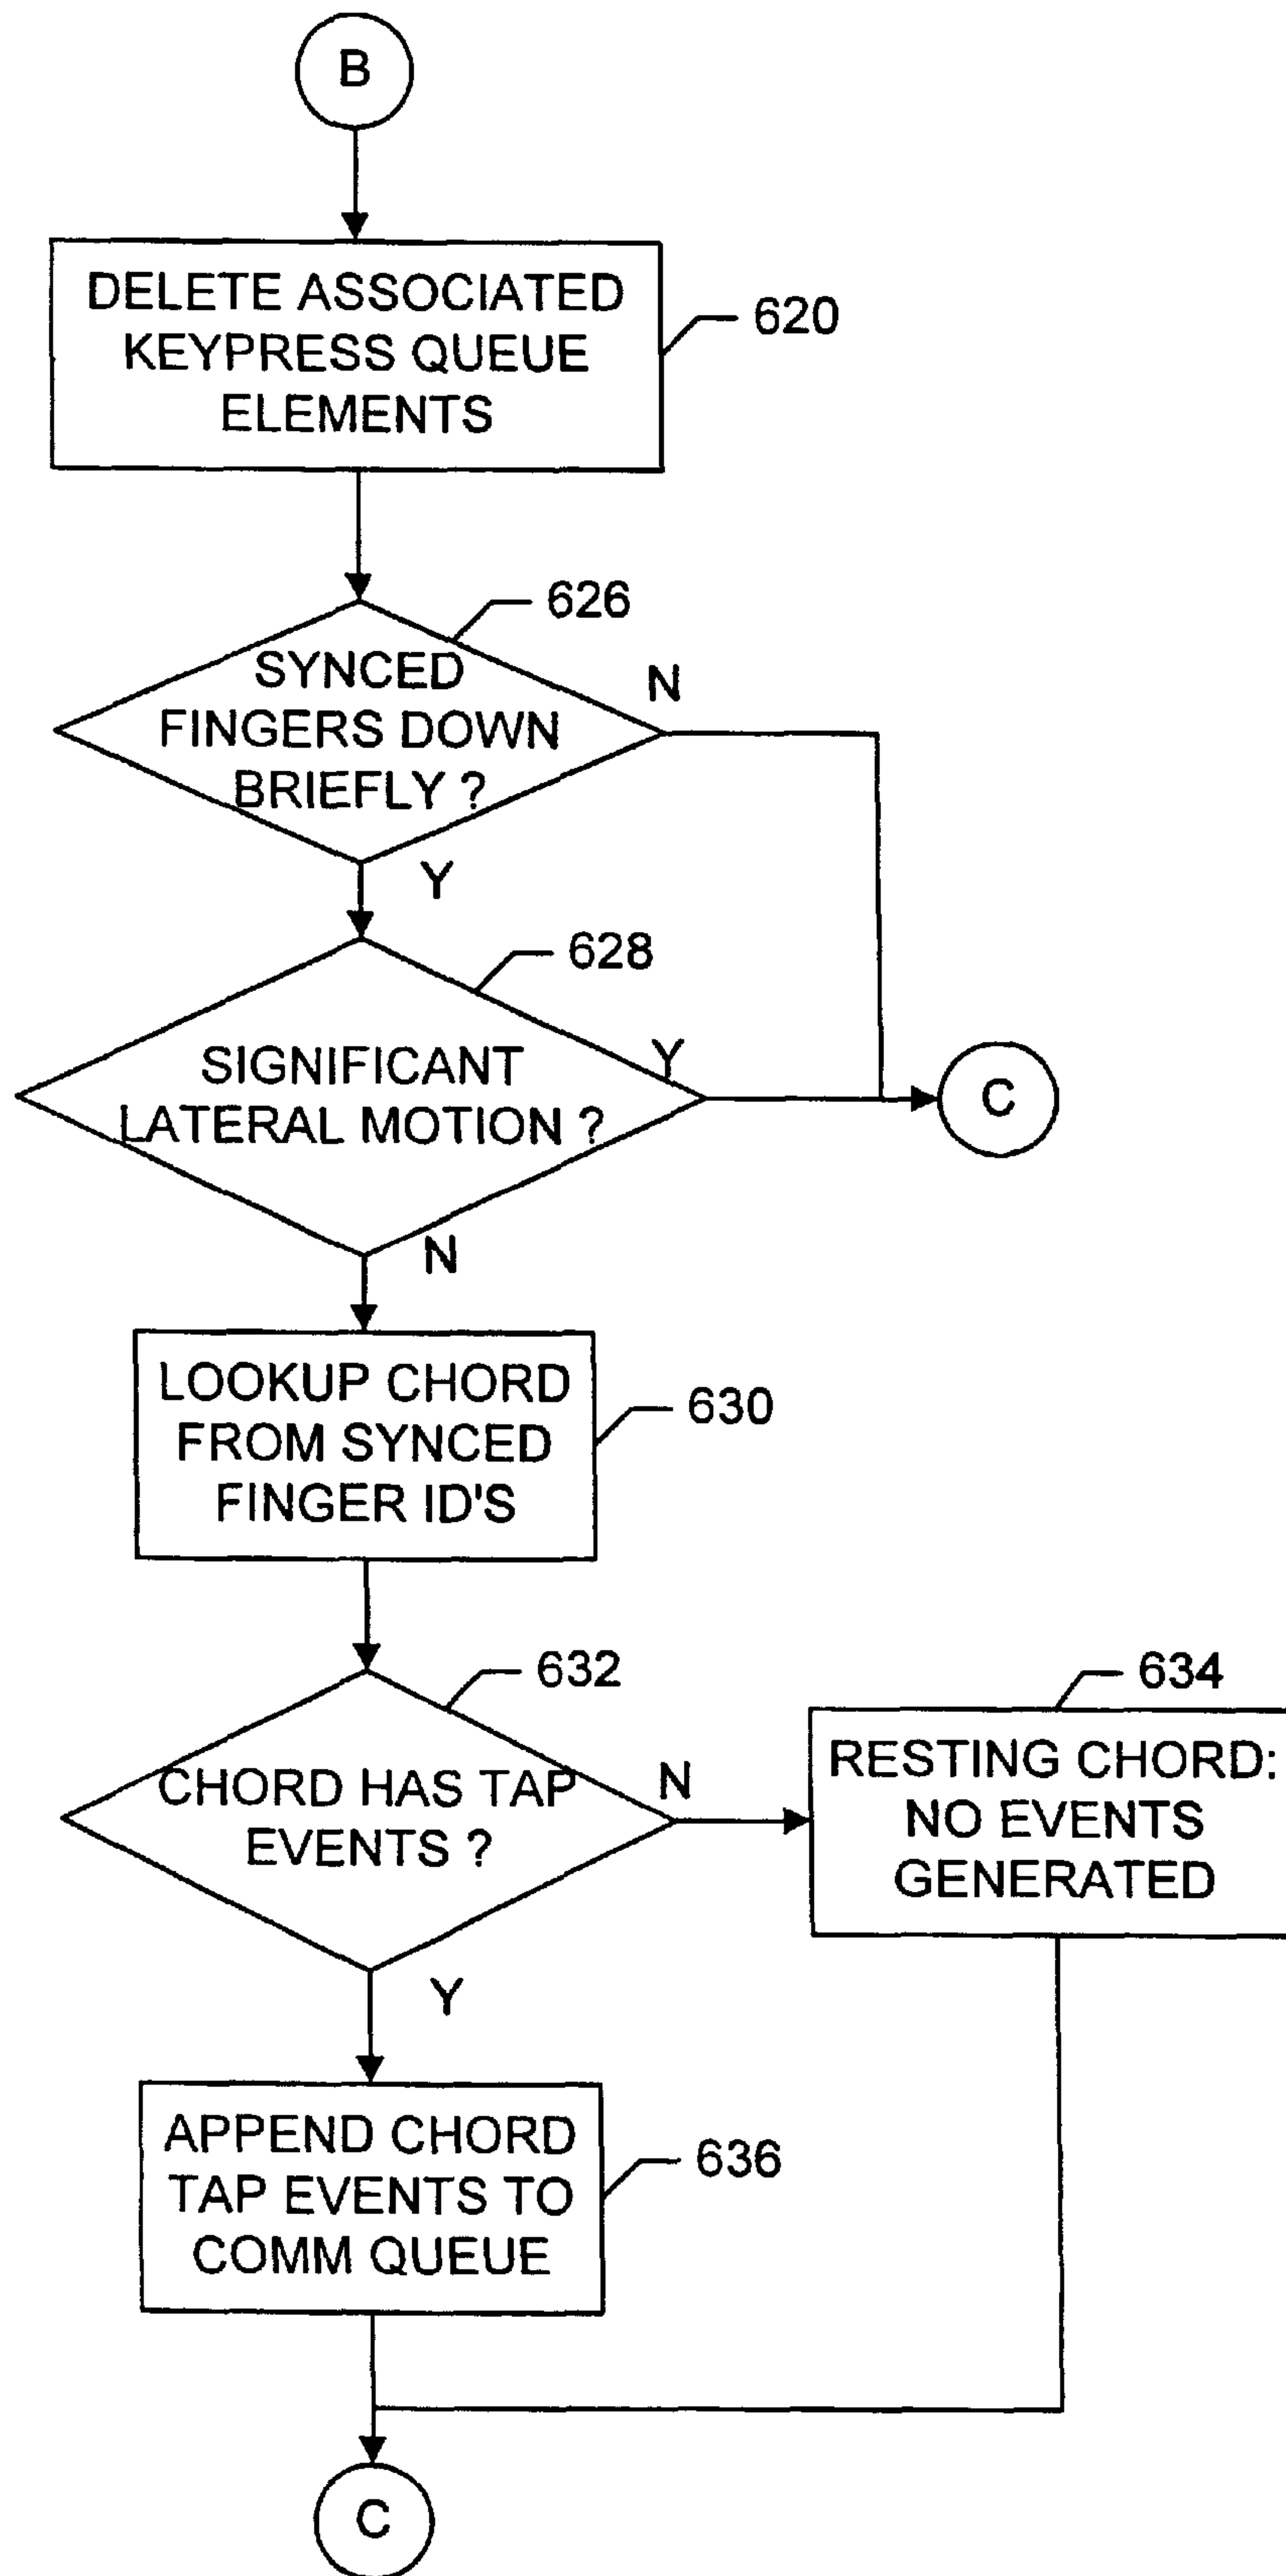 B
DELETE ASSOCIATED
KEYPRESS QUEUE
ELEMENTS
620
626
SYNCED
FINGERS DOWN
BRIEFLY ?
N
Y
628
SIGNIFICANT
LATERAL MOTION ?
Y
C
N
LOOKUP CHORD
FROM SYNCED
FINGER ID'S
630
632
CHORD HAS TAP
EVENTS ?
N
634
RESTING CHORD:
NO EVENTS
GENERATED
Y
APPEND CHORD
TAP EVENTS TO
COMM QUEUE
636
C